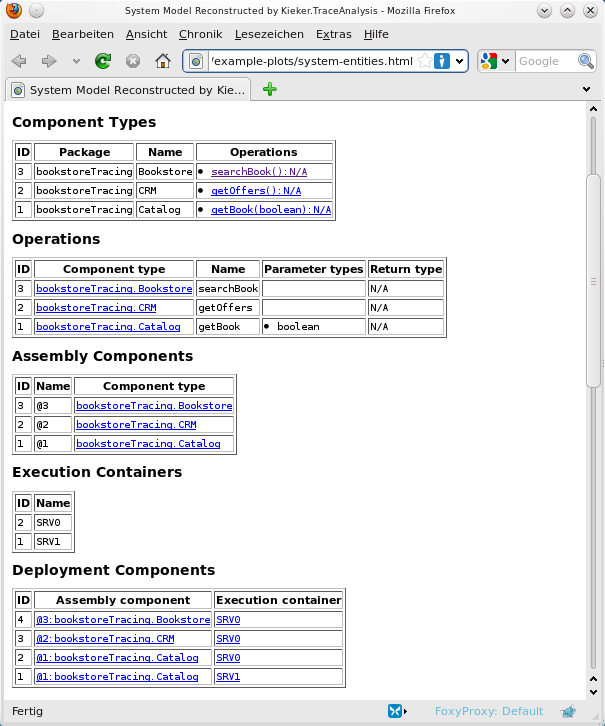 System Model Reconstructed by Kieker.TraceAnalysis - Mozilla Firefox
Datei Bearbeiten Ansicht Chronik Lesezeichen Extras Hilfe
/example-plots/system-entities.html Google
System Model Reconstructed by Kie...
Component Types
ID Package Name Operations
3 bookstoreTracing Bookstore • searchBook():N/A
2 bookstoreTracing CRM • getOffers():N/A
1 bookstoreTracing Catalog • getBook(boolean):N/A
Operations
ID Component type Name Parameter types Return type
3 bookstoreTracing.Bookstore searchBook N/A
2 bookstoreTracing.CRM getOffers N/A
1 bookstoreTracing.Catalog getBook • boolean N/A
Assembly Components
ID Name Component type
3 @3 bookstoreTracing.Bookstore
2 @2 bookstoreTracing.CRM
1 @1 bookstoreTracing.Catalog
Execution Containers
ID Name
2 SRV0
1 SRV1
Deployment Components
ID Assembly component Execution container
4 @3:bookstoreTracing.Bookstore SRV0
3 @2:bookstoreTracing.CRM SRV0
2 @1:bookstoreTracing.Catalog SRV0
1 @1:bookstoreTracing.Catalog SRV1
Fertig FoxyProxy: Default